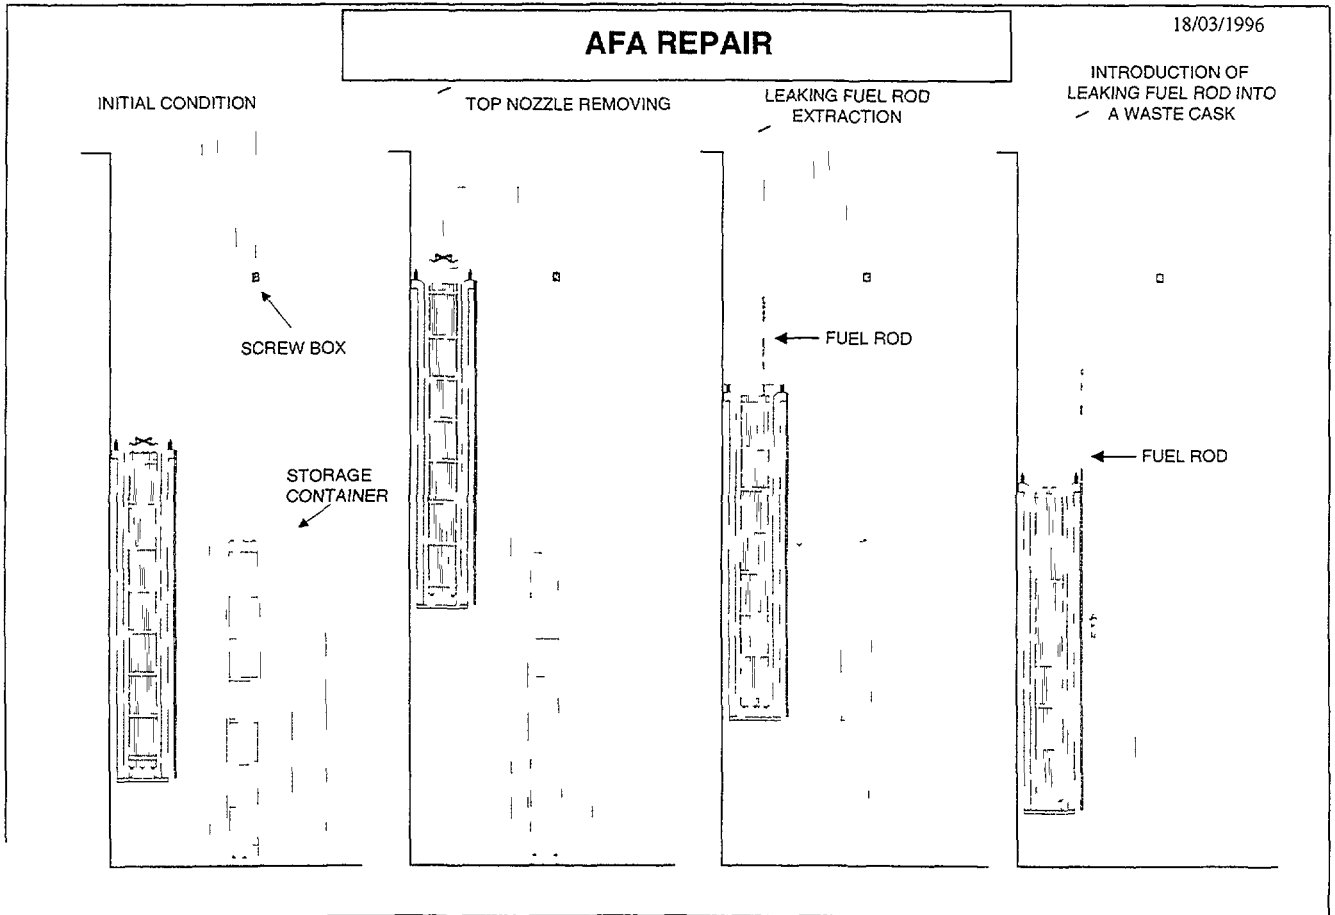 AFA REPAIR
18/03/1996
INITIAL CONDITION
TOP NOZZLE REMOVING
LEAKING FUEL ROD
EXTRACTION
INTRODUCTION OF
LEAKING FUEL ROD INTO
A WASTE CASK
SCREW BOX
STORAGE
CONTAINER
FUEL ROD
FUEL ROD